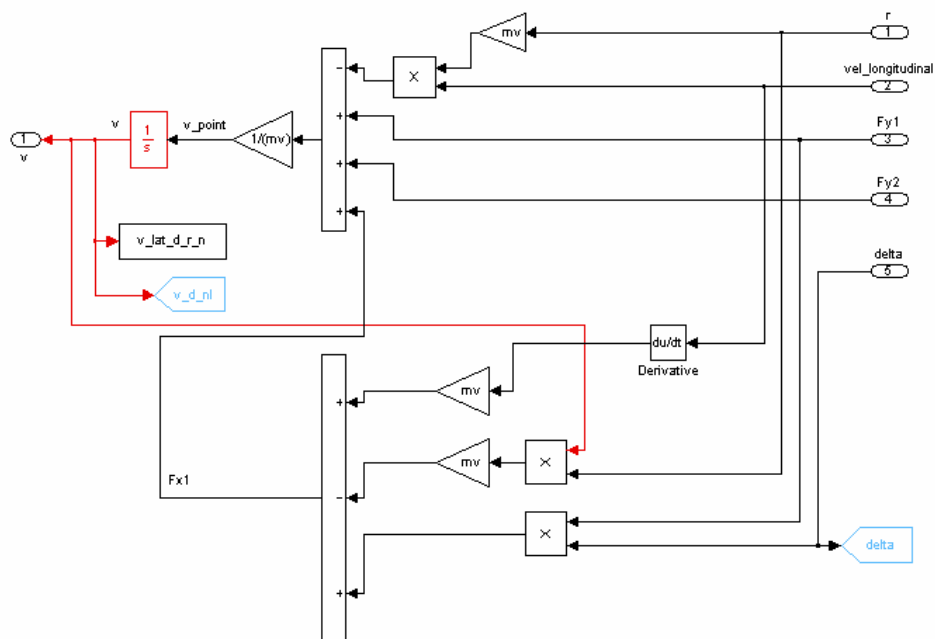 r
1
mv
vel_longitudinal
2
−
×
Fy1
3
+
v
v_point
1
s
1/(mv)
1
v
+
Fy2
4
+
v_lat_d_r_n
delta
5
v_d_nl
du/dt
Derivative
mv
+
mv
×
Fx1
−
×
delta
+